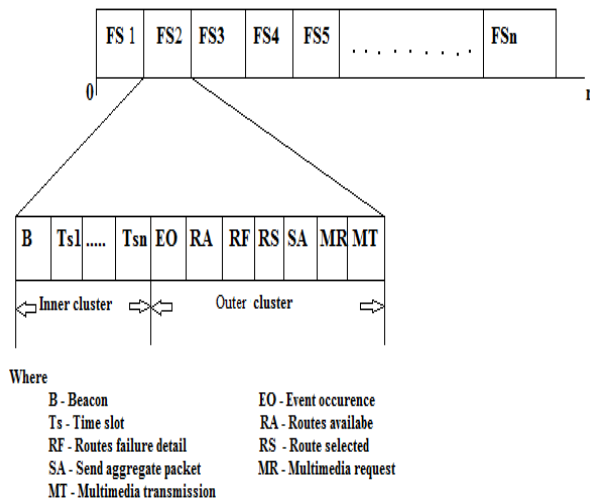 FS 1 FS2 FS3 FS4 FS5 . . . . . . . . . FSn
0
B Ts1 ..... Tsn EO RA RF RS SA MR MT
Inner cluster Outer cluster
Where
B - Beacon EO - Event occurence
Ts - Time slot RA - Routes availabe
RF - Routes failure detail RS - Route selected
SA - Send aggregate packet MR - Multimedia request
MT - Multimedia transmission